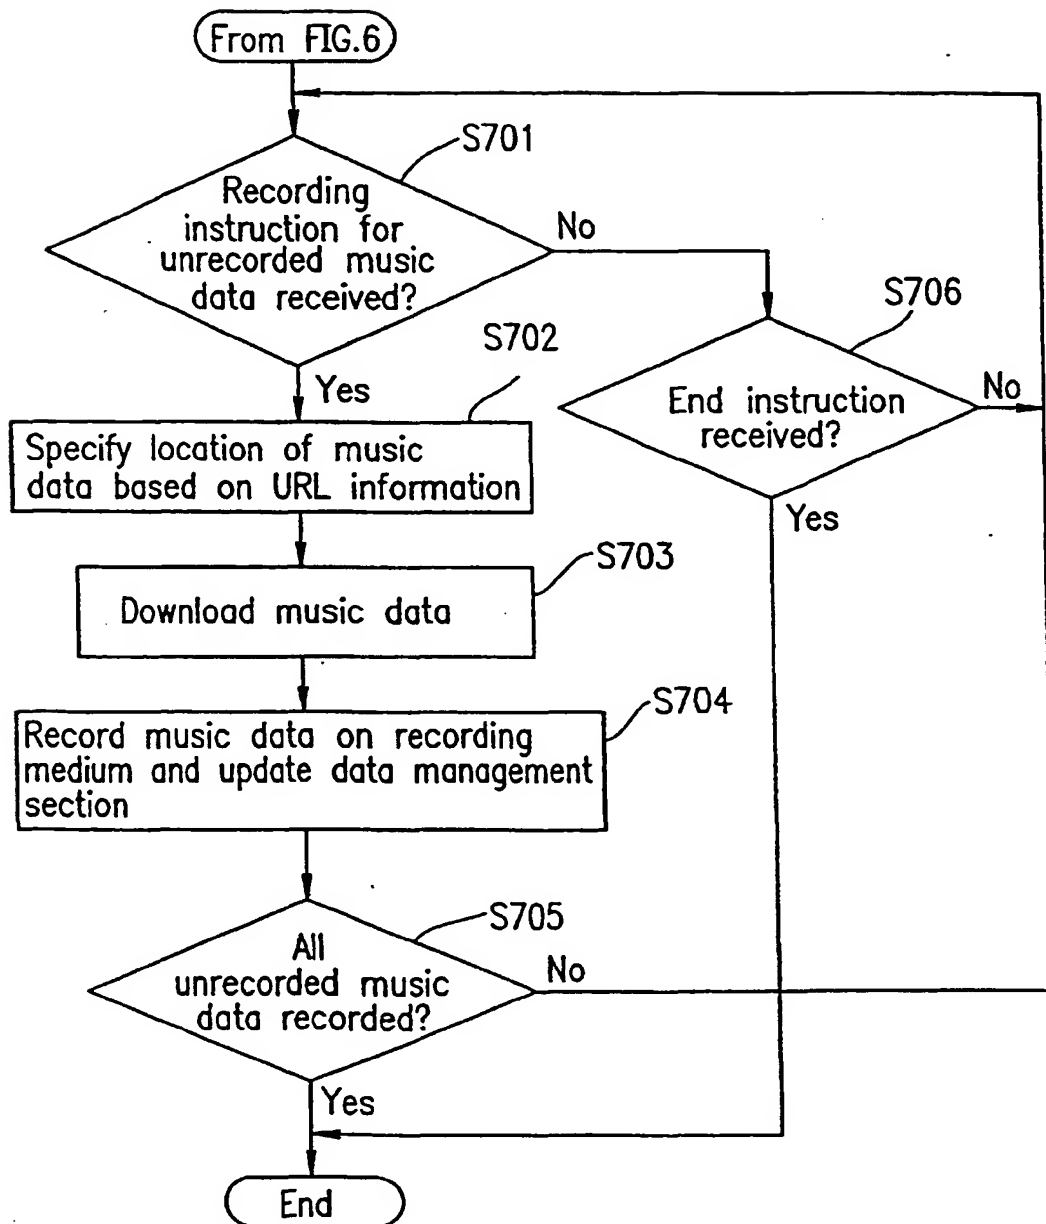 From FIG.6
S701
Recording
instruction for
unrecorded music
data received?
No
S706
S702
Yes
End instruction
received?
No
Specify location of music
data based on URL information
Yes
S703
Download music data
S704
Record music data on recording
medium and update data management
section
S705
All
unrecorded music
data recorded?
No
Yes
End